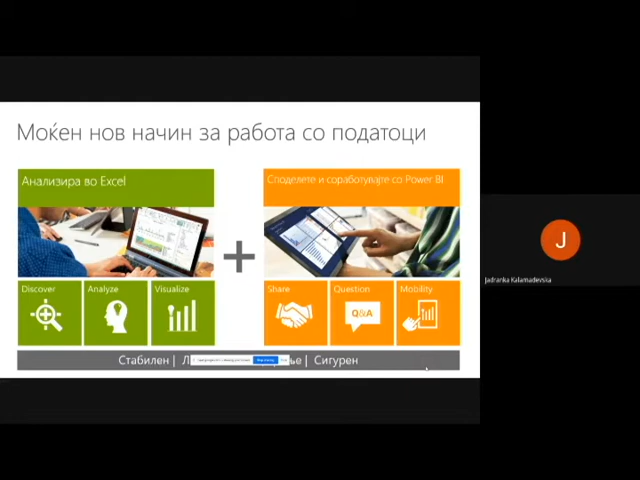 Моќен нов начин за работа со податоци
Анализира во Excel
Споделете и соработувајте со Power BI
Discover
Analyze
Visualize
Share
Question
Mobility
Q&A
Стабилен |
| Сигурен
J
Jadranka Kalamadevska